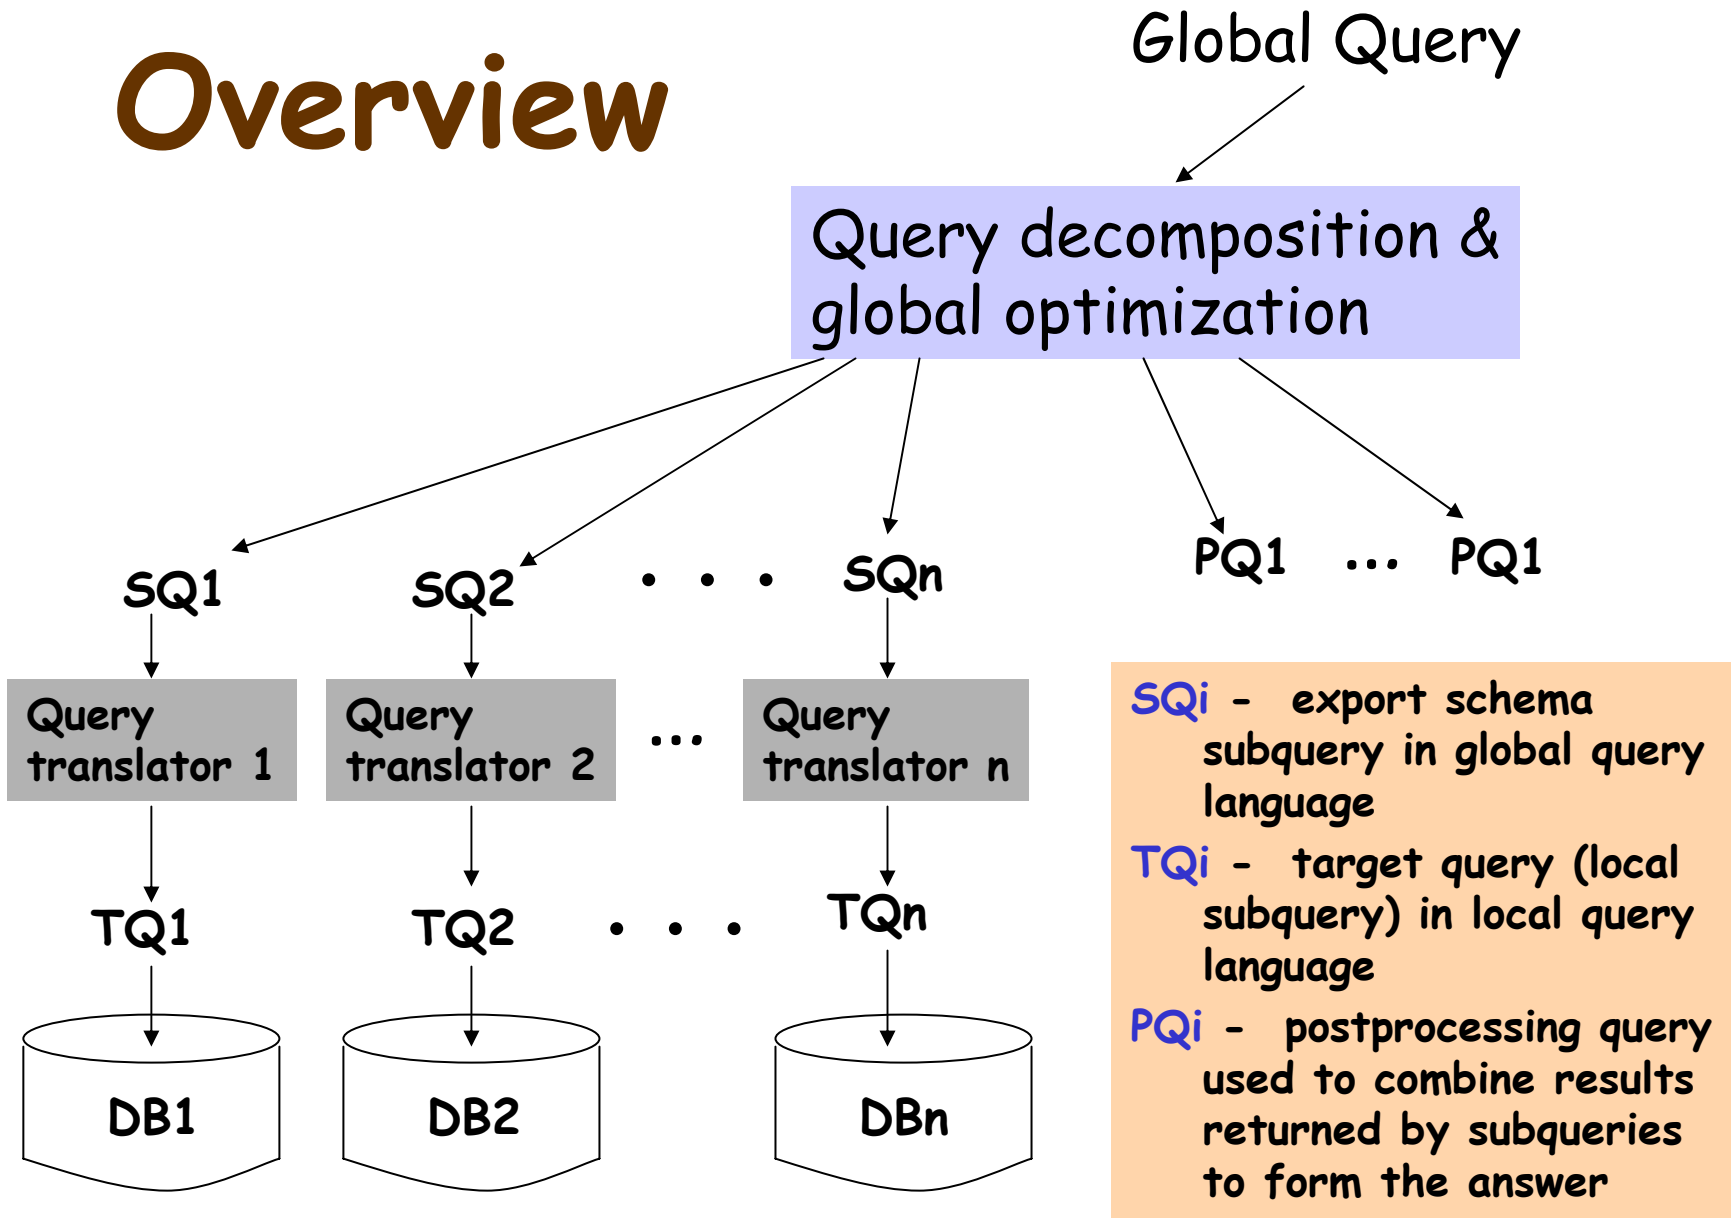 Overview
Global Query
Query decomposition &
global optimization
SQ1
SQ2
. . .
SQn
PQ1 ... PQ1
Query
translator 1
Query
translator 2
...
Query
translator n
TQ1
TQ2
. . .
TQn
DB1
DB2
DBn
SQi - export schema
subquery in global query
language
TQi - target query (local
subquery) in local query
language
PQi - postprocessing query
used to combine results
returned by subqueries
to form the answer